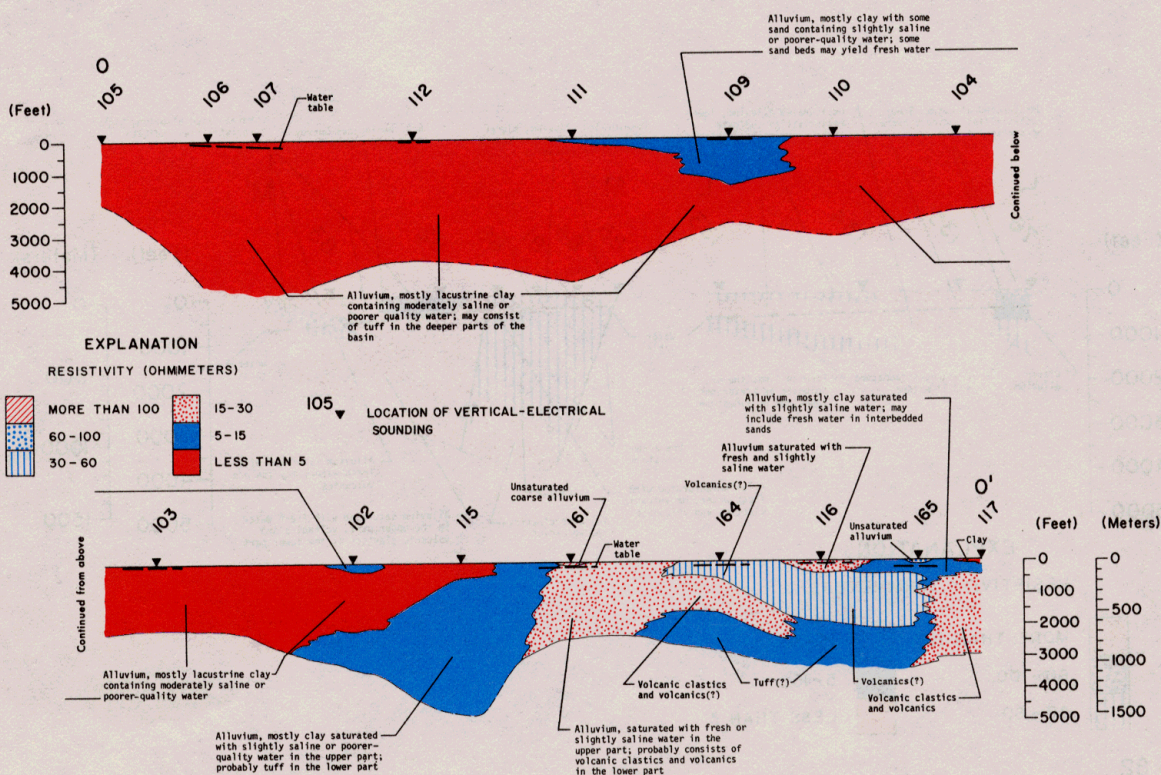 Alluvium, mostly clay with some
sand containing slightly saline
or poorer-quality water; some
sand beds may yield fresh water
O
105
106
107
112
111
109
110
104
(Feet)
Water
table
0
1000
2000
3000
4000
5000
Continued below
Alluvium, mostly lacustrine clay
containing moderately saline or
poorer quality water; may consist
of tuff in the deeper parts of the
basin
EXPLANATION
RESISTIVITY (OHMMETERS)
MORE THAN 100
60-100
30-60
15-30
5-15
LESS THAN 5
105
LOCATION OF VERTICAL-ELECTRICAL
SOUNDING
Alluvium, mostly clay saturated
with slightly saline water; may
include fresh water in interbedded
sands
Alluvium saturated with
fresh and slightly
saline water
Volcanics(?)
Unsaturated
coarse alluvium
Unsaturated
alluvium
Clay
Water
table
O'
103
102
115
161
164
116
165
117
(Feet)
(Meters)
0
1000
2000
3000
4000
5000
0
500
1000
1500
Continued from above
Alluvium, mostly lacustrine clay
containing moderately saline or
poorer-quality water
Volcanic clastics
and volcanics(?)
Tuff(?)
Volcanics(?)
Volcanic clastics
and volcanics
Alluvium, mostly clay saturated
with slightly saline or poorer-
quality water in the upper part;
probably tuff in the lower part
Alluvium, saturated with fresh or
slightly saline water in the
upper part; probably consists of
volcanic clastics and volcanics
in the lower part